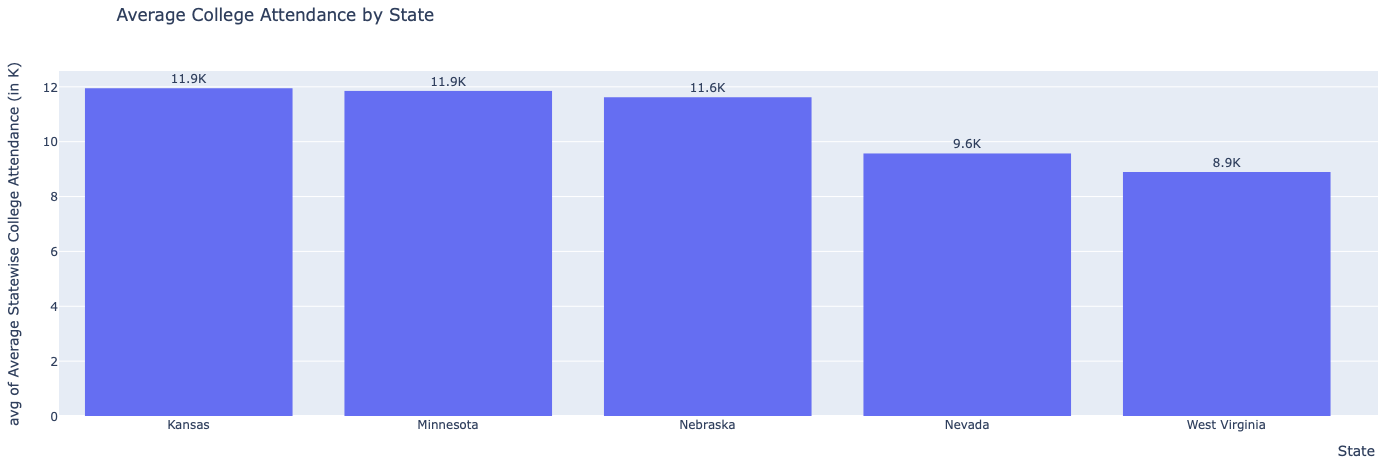 Average College Attendance by State
avg of Average Statewise College Attendance (in K)
12
10
8
6
4
2
0
11.9K
11.9K
11.6K
9.6K
8.9K
Kansas
Minnesota
Nebraska
Nevada
West Virginia
State